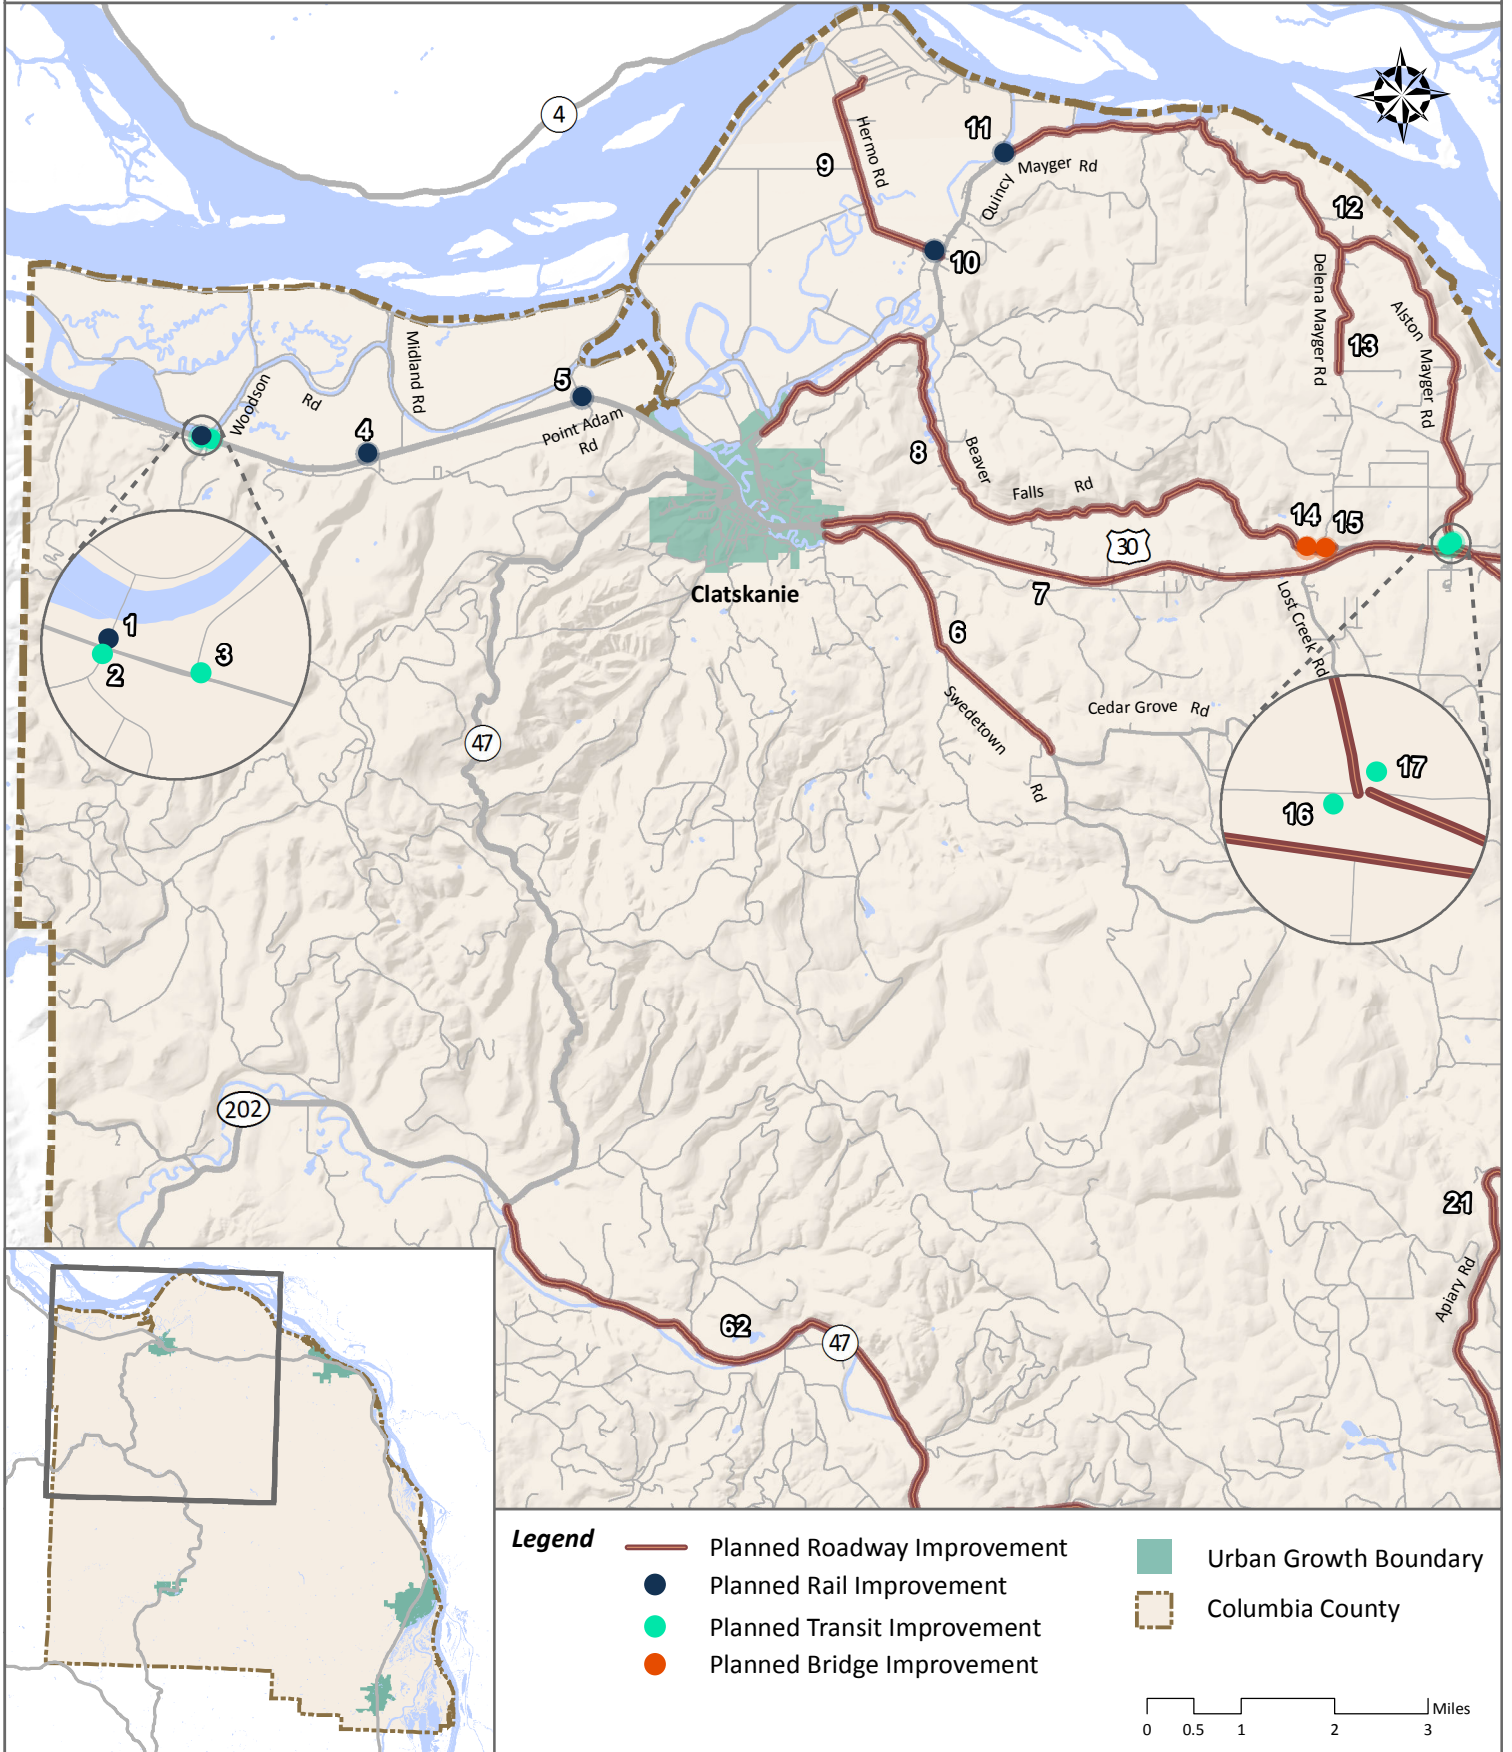 4
11
Hermo Rd
9
Quincy
Mayger Rd
12
10
Delena Mayger Rd
Alston
Mayger Rd
13
Midland Rd
Woodson
Rd
5
Point Adam
Rd
4
8
Beaver
Falls Rd
14 15
30
Clatskanie
7
Lost Creek Rd
6
1
2
3
Swedetown
Rd
Cedar Grove Rd
47
17
16
202
21
Apiary Rd
62
47
Legend
Planned Roadway Improvement
Planned Rail Improvement
Planned Transit Improvement
Planned Bridge Improvement
Urban Growth Boundary
Columbia County
Miles
0 0.5 1 2 3